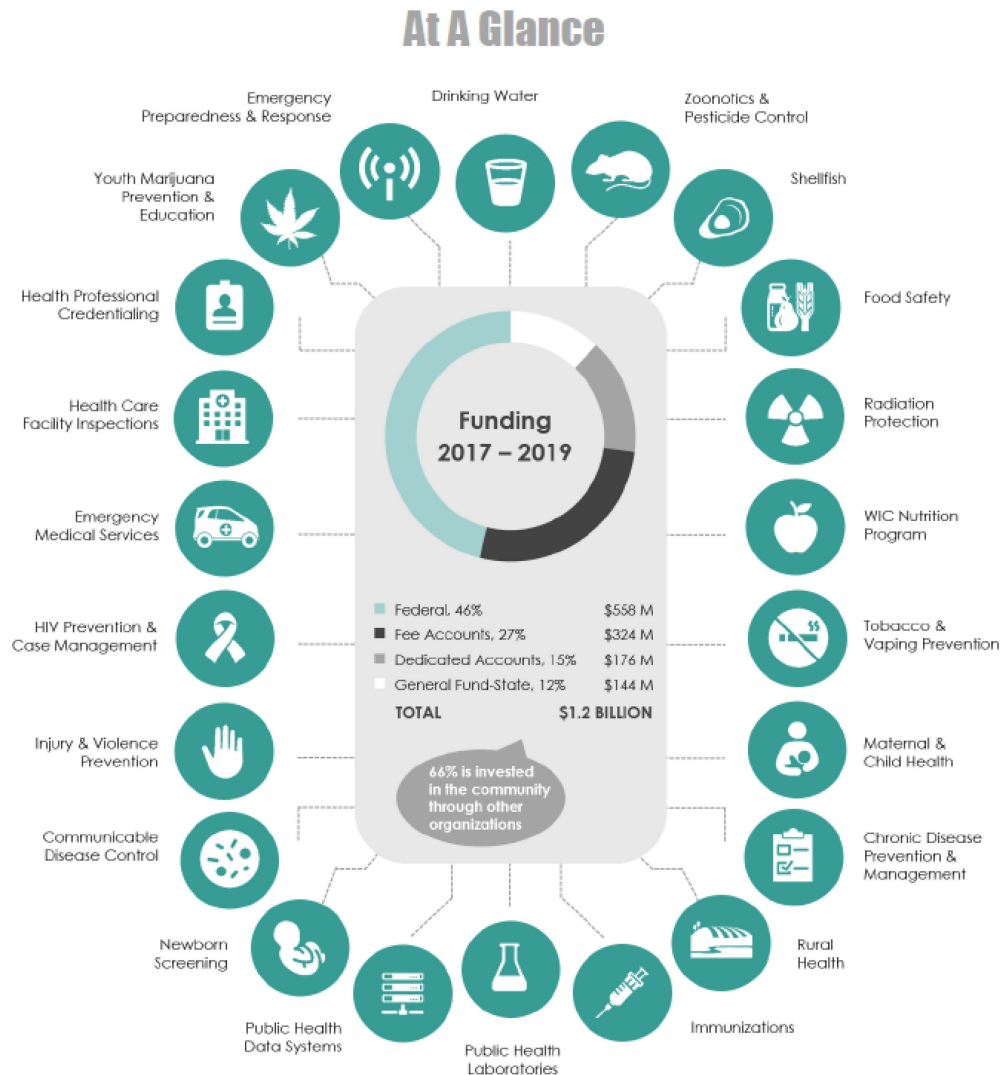 At A Glance
Emergency
Preparedness & Response
Drinking Water
Zoonotics &
Pesticide Control
Youth Marijuana
Prevention &
Education
Shellfish
Health Professional
Credentialing
Food Safety
Health Care
Facility Inspections
Radiation
Protection
Emergency
Medical Services
WIC Nutrition
Program
HIV Prevention &
Case Management
Tobacco &
Vaping Prevention
Injury & Violence
Prevention
Maternal &
Child Health
Communicable
Disease Control
Chronic Disease
Prevention &
Management
Newborn
Screening
Rural
Health
Public Health
Data Systems
Public Health
Laboratories
Immunizations
Funding
2017 – 2019
Federal, 46% $558 M
Fee Accounts, 27% $324 M
Dedicated Accounts, 15% $176 M
General Fund-State, 12% $144 M
TOTAL $1.2 BILLION
66% is invested
in the community
through other
organizations